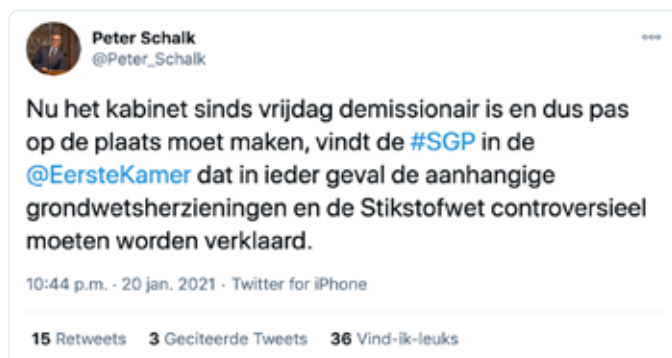 Peter Schalk
@Peter_Schalk
Nu het kabinet sinds vrijdag demissionair is en dus pas
op de plaats moet maken, vindt de #SGP in de
@EersteKamer dat in ieder geval de aanhangige
grondwetsherzieningen en de Stikstofwet controversieel
moeten worden verklaard.
10:44 p.m. · 20 jan. 2021 · Twitter for iPhone
15 Retweets 3 Geciteerde Tweets 36 Vind-ik-leuks